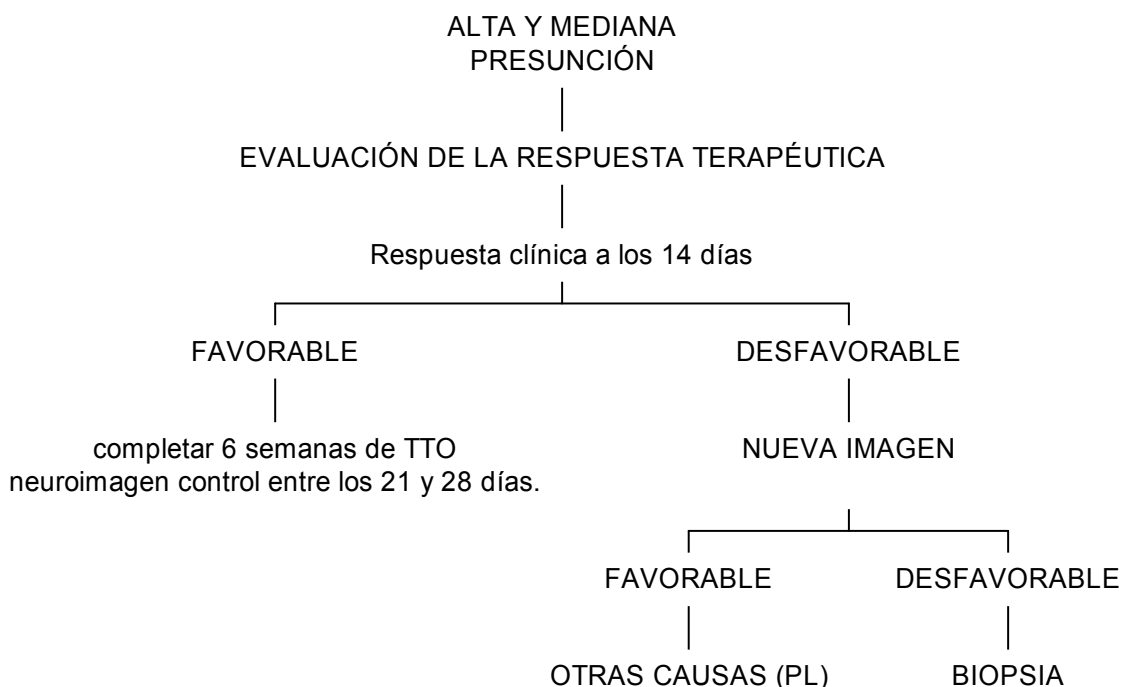 ALTA Y MEDIANA
PRESUNCIÓN
EVALUACIÓN DE LA RESPUESTA TERAPÉUTICA
Respuesta clínica a los 14 días
FAVORABLE
DESFAVORABLE
completar 6 semanas de TTO
neuroimagen control entre los 21 y 28 días.
NUEVA IMAGEN
FAVORABLE
DESFAVORABLE
OTRAS CAUSAS (PL)
BIOPSIA